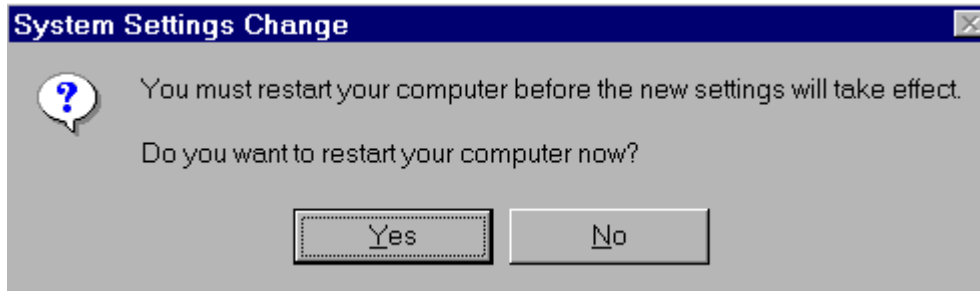 System Settings Change
You must restart your computer before the new settings will take effect.
Do you want to restart your computer now?
Yes
No